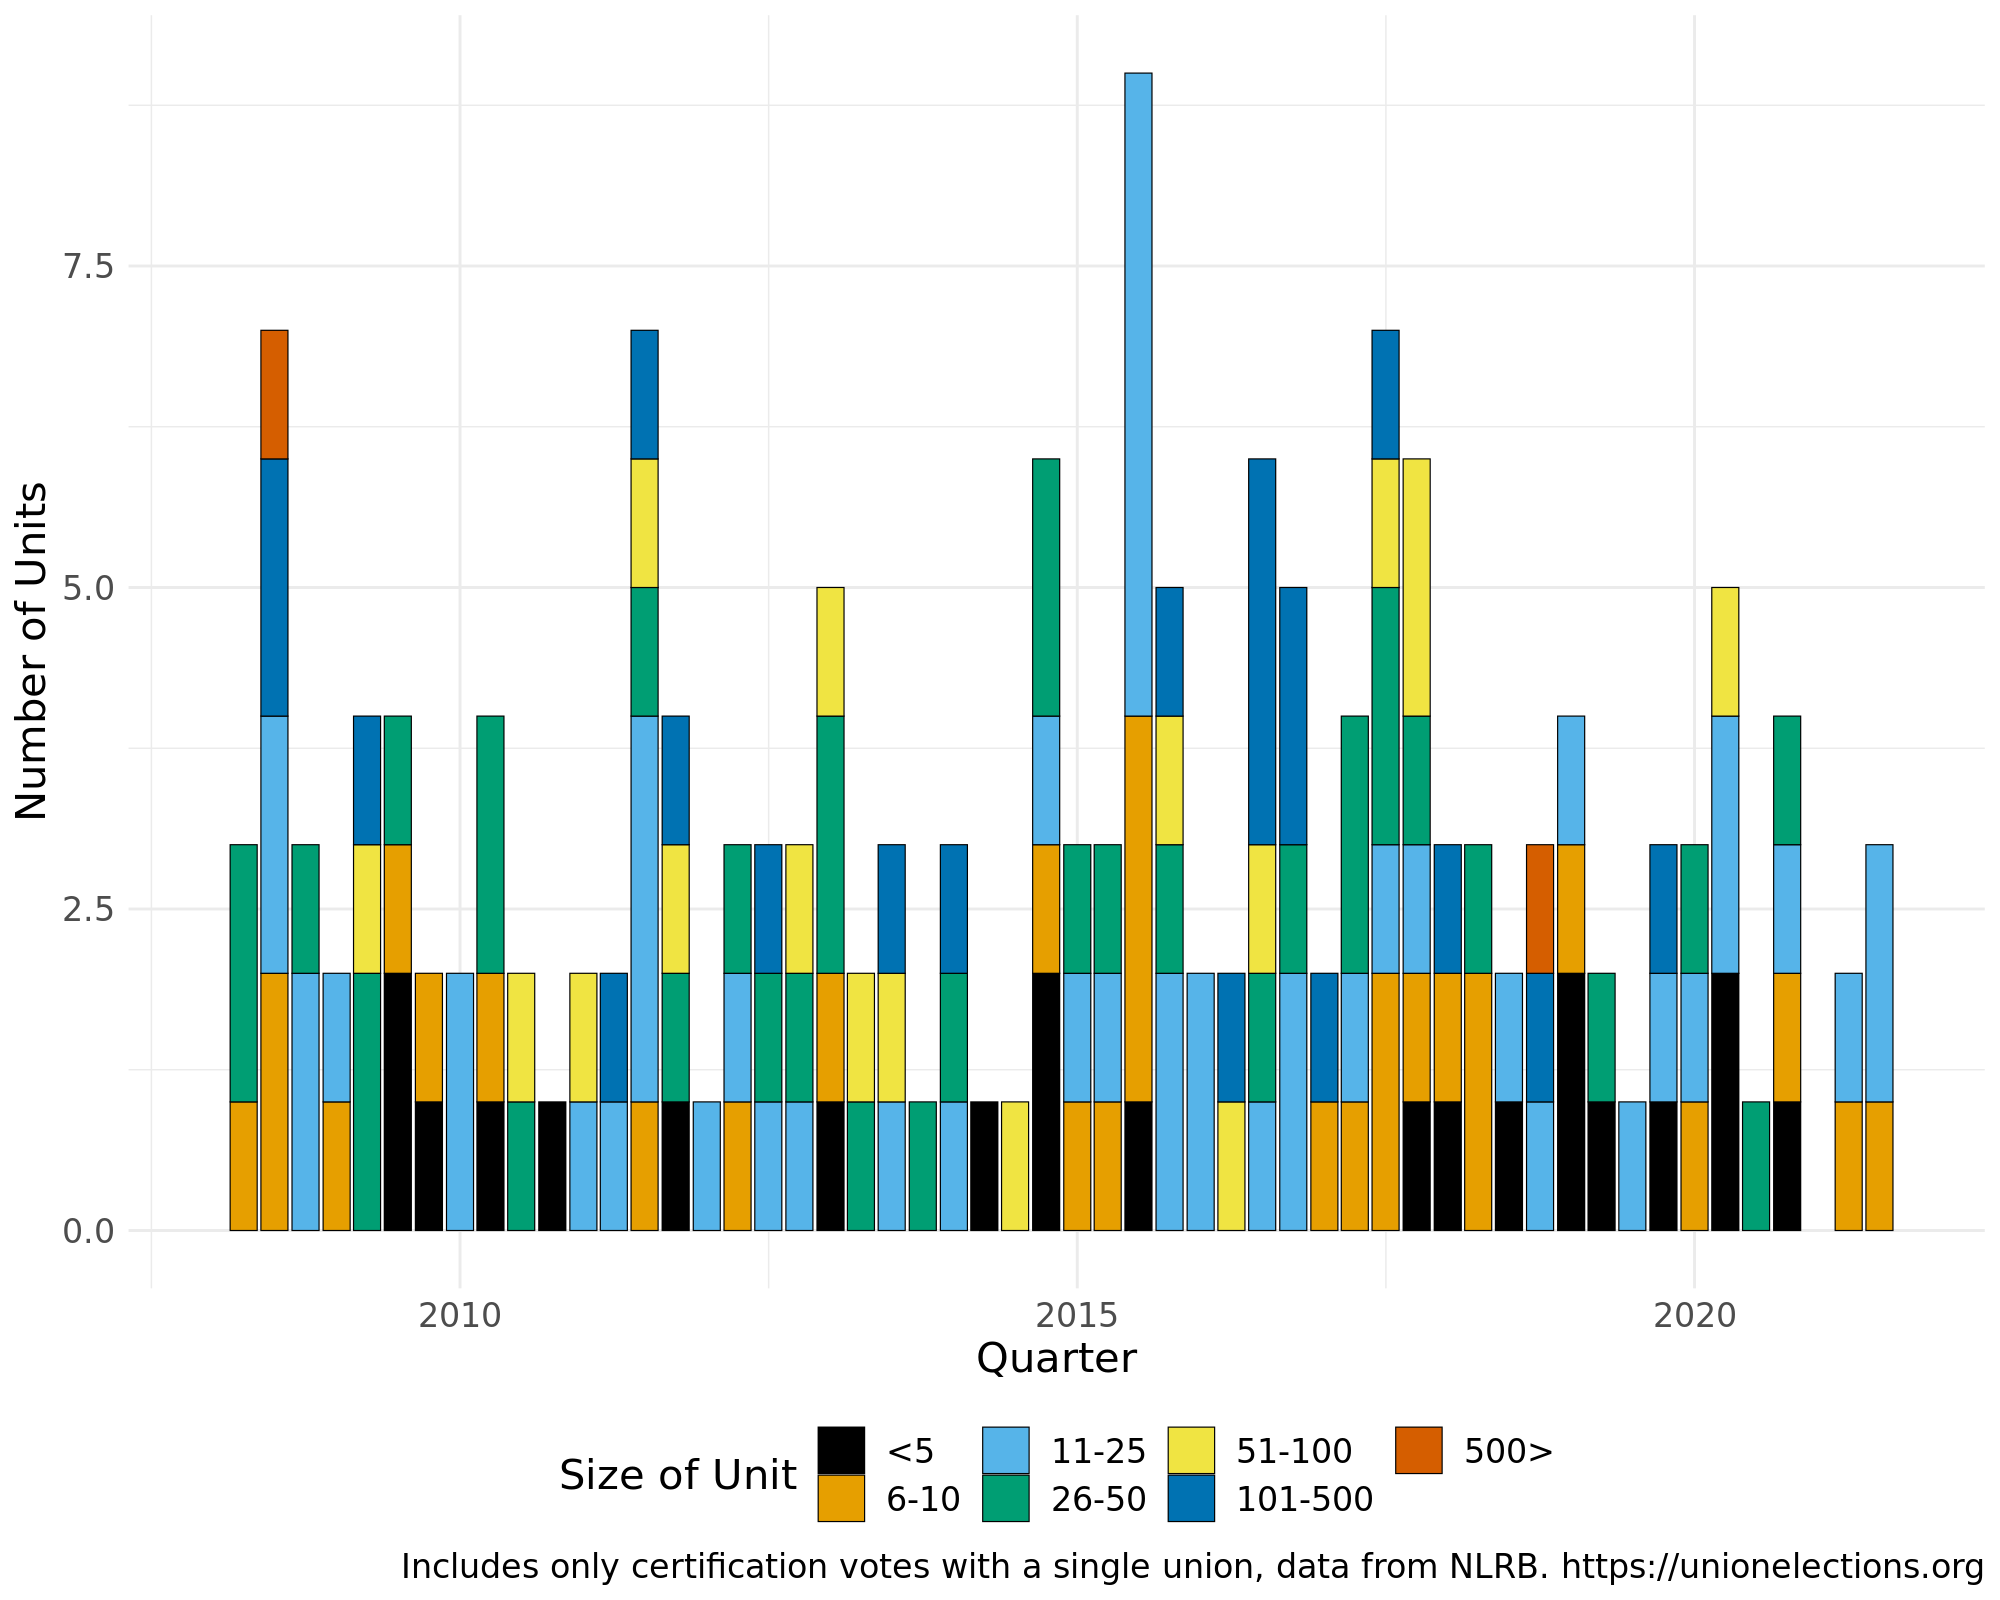 7.5
5.0
2.5
0.0
Number of Units
2010 2015 2020
Quarter
Size of Unit
<5 11-25 51-100 500>
6-10 26-50 101-500
Includes only certification votes with a single union, data from NLRB. https://unionelections.org